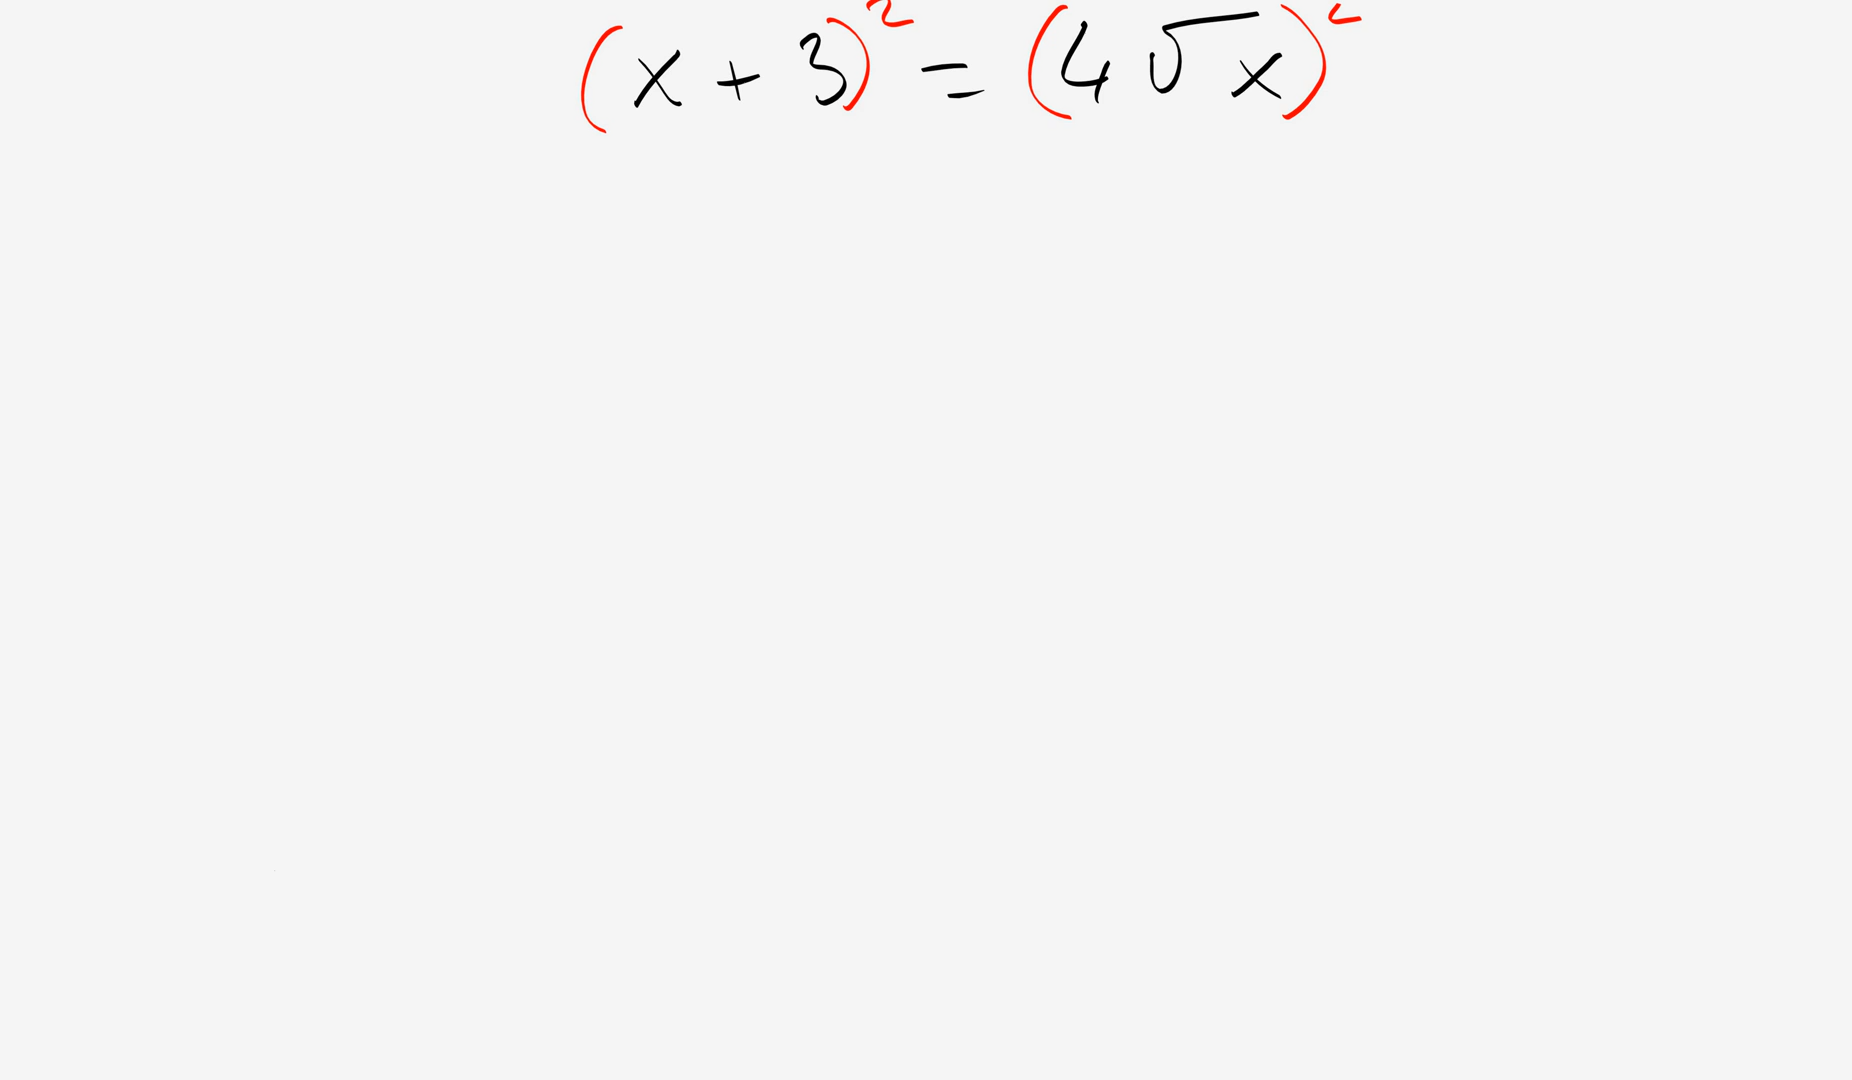 (x + 3)² = (4√x)²